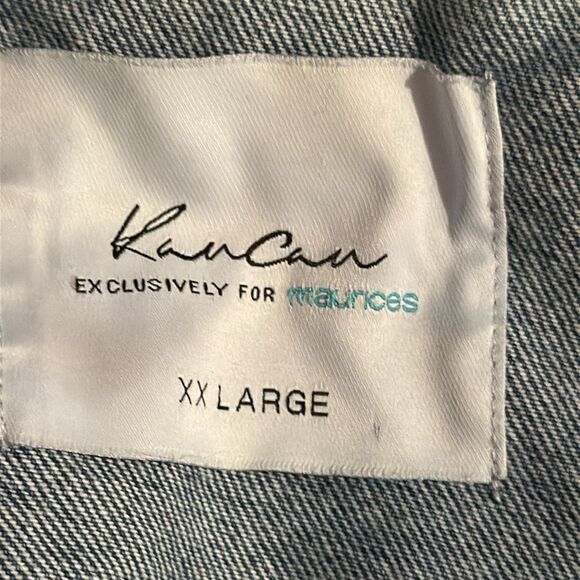 KanCan
EXCLUSIVELY FOR maurices
XX LARGE